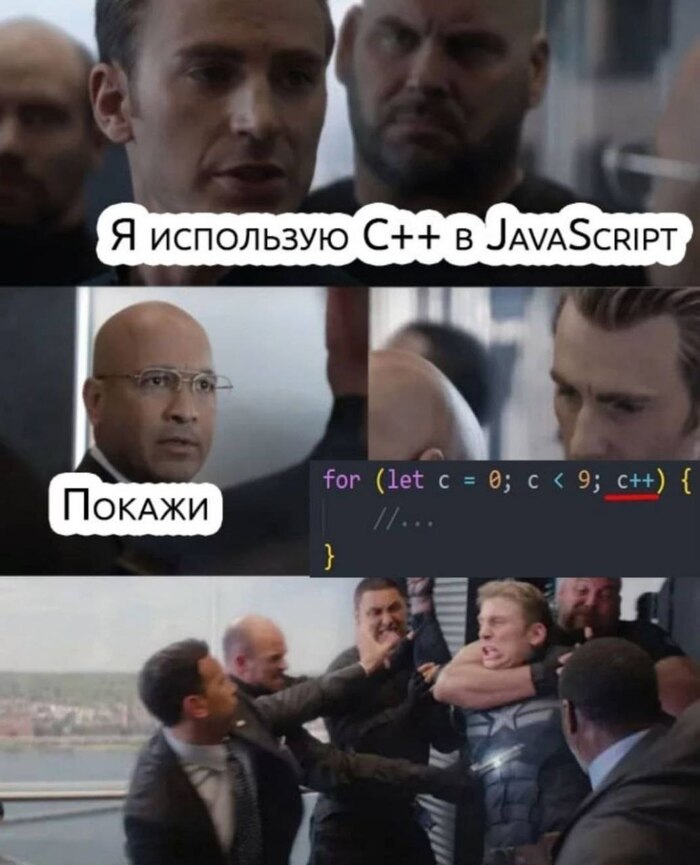 Я использую C++ в JavaScript
Покажи
for (let c = 0; c < 9; c++) {
//...
}